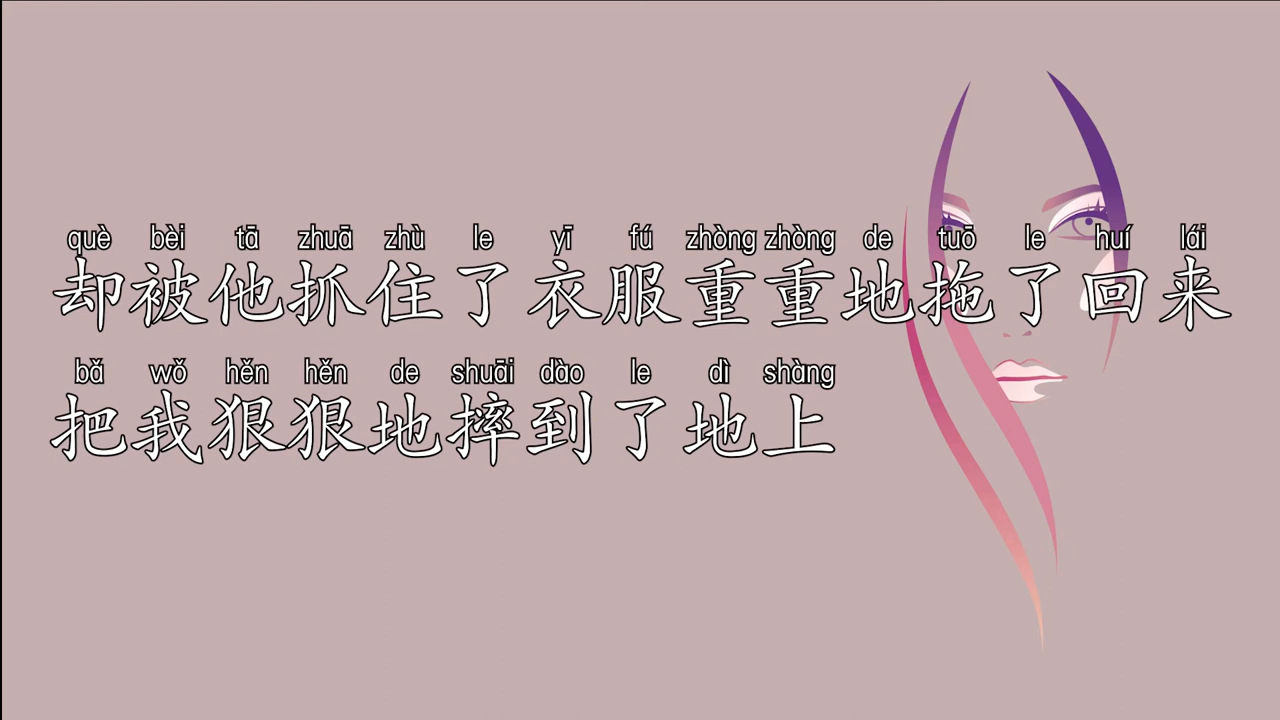 què bèi tā zhuā zhù le yī fú zhòng zhòng de tuō le huí lái
却被他抓住了衣服重重地拖了回来
bǎ wǒ hěn hěn de shuāi dào le dì shàng
把我狠狠地摔到了地上